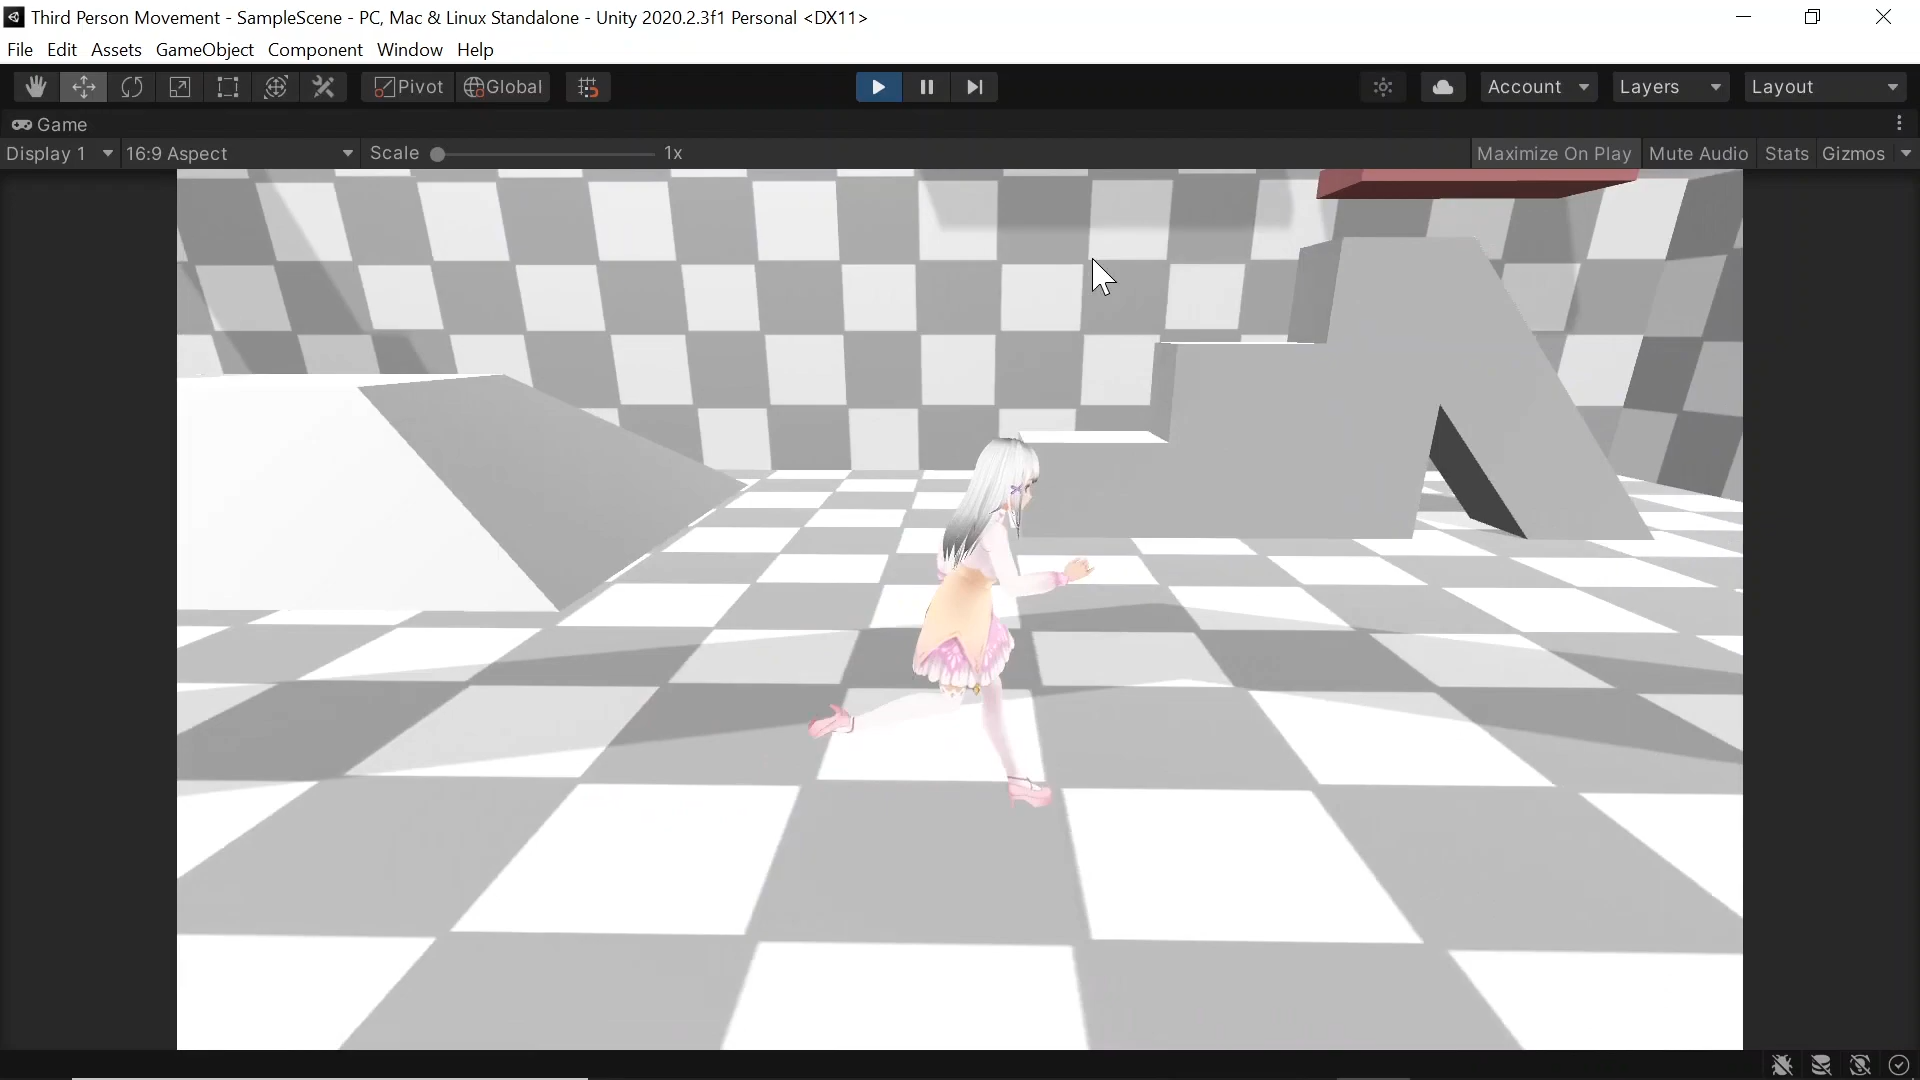 Third Person Movement - SampleScene - PC, Mac & Linux Standalone - Unity 2020.2.3f1 Personal <DX11>
File Edit Assets GameObject Component Window Help
Pivot Global Account Layers Layout
Game
Display 1 16:9 Aspect Scale 1x Maximize On Play Mute Audio Stats Gizmos